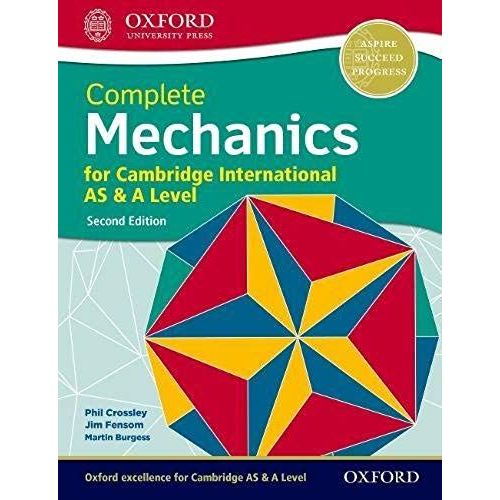 OXFORD
UNIVERSITY PRESS
ASPIRE
SUCCEED
PROGRESS
Complete
Mechanics
for Cambridge International
AS & A Level
Second Edition
Phil Crossley
Jim Fensom
Martin Burgess
Oxford excellence for Cambridge AS & A Level
OXFORD